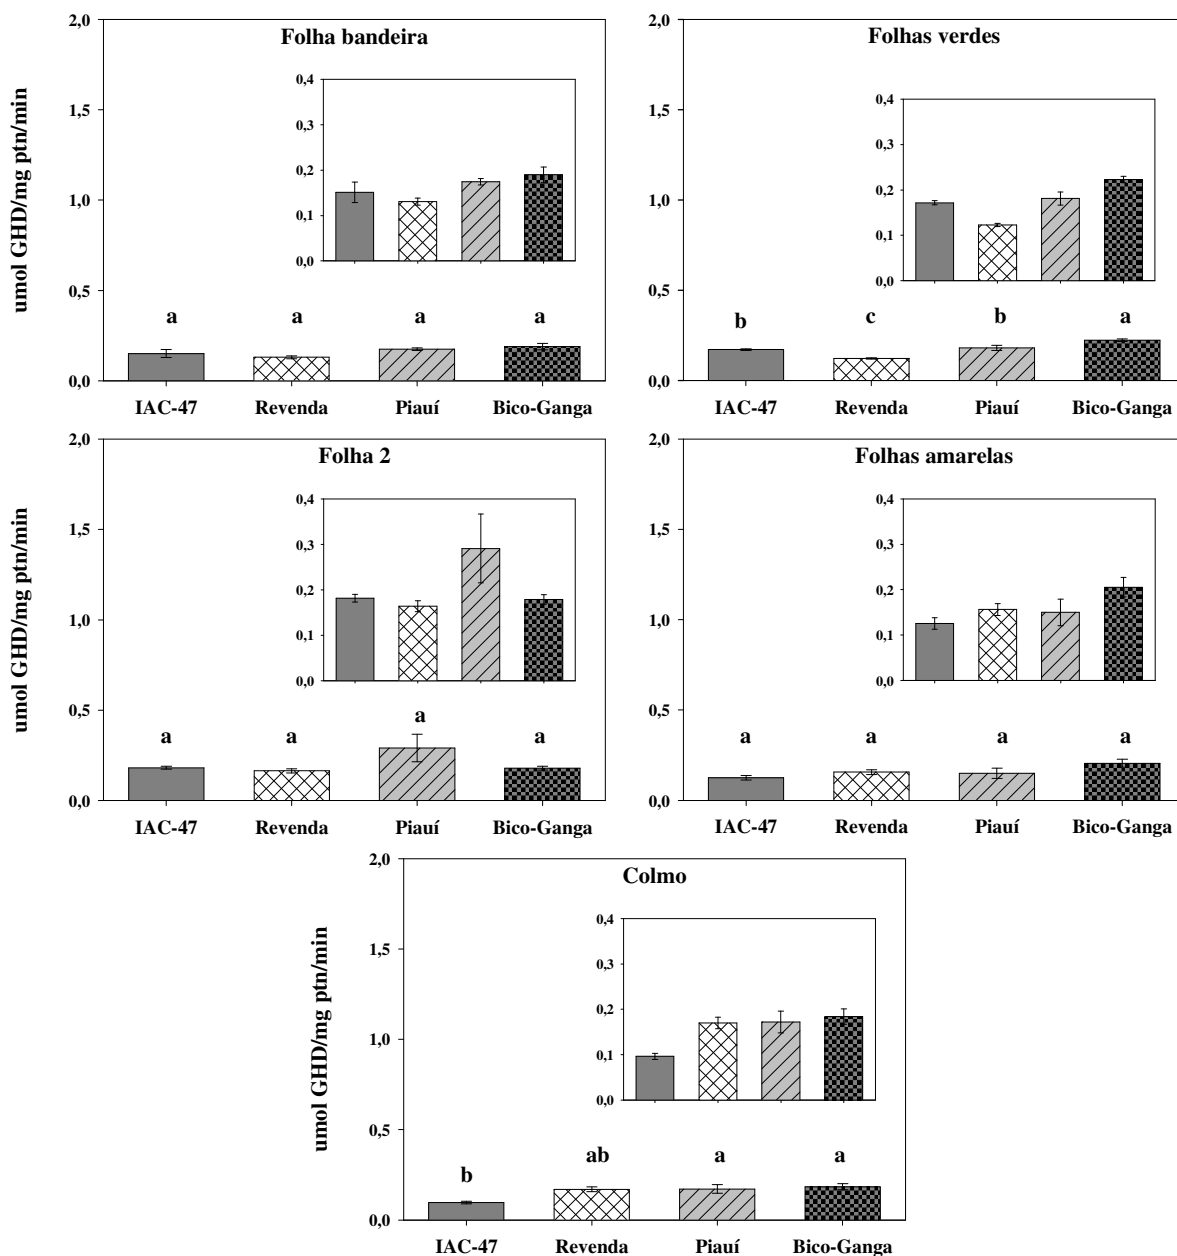 Folha bandeira
umol GHD/mg ptn/min
2,0
1,5
1,0
0,5
0,0
0,4
0,3
0,2
0,1
0,0
a a a a
IAC-47 Revenda Piauí Bico-Ganga
Folhas verdes
2,0
1,5
1,0
0,5
0,0
0,4
0,3
0,2
0,1
0,0
b c b a
IAC-47 Revenda Piauí Bico-Ganga
Folha 2
umol GHD/mg ptn/min
2,0
1,5
1,0
0,5
0,0
0,4
0,3
0,2
0,1
0,0
a a a a
IAC-47 Revenda Piauí Bico-Ganga
Folhas amarelas
2,0
1,5
1,0
0,5
0,0
0,4
0,3
0,2
0,1
0,0
a a a a
IAC-47 Revenda Piauí Bico-Ganga
Colmo
umol GHD/mg ptn/min
2,0
1,5
1,0
0,5
0,0
0,4
0,3
0,2
0,1
0,0
b ab a a
IAC-47 Revenda Piauí Bico-Ganga